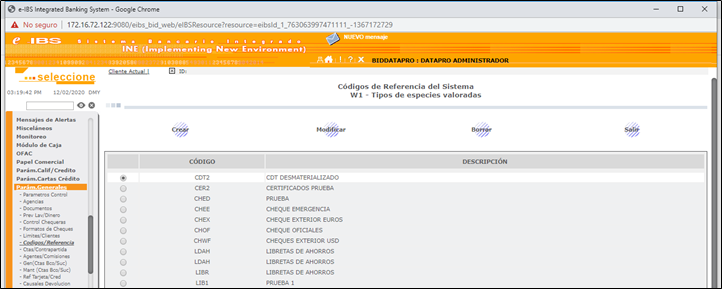 e-IBS Integrated Banking System - Google Chrome
No seguro | 172.16.72.122:9080/eibs_bid_web/eIBSResource?resource=eibsId_1_763063997471111_-1367172729
e-IBS Sistema Bancario Integrado
NUEVO mensaje
INE (Implementing New Environment)
BIDDATAPRO : DATAPRO ADMINISTRADOR
...seleccione
Cliente Actual | ID:
03:19:42 PM 12/02/2020 DMY
Códigos de Referencia del Sistema
W1 - Tipos de especies valoradas
Crear Modificar Borrar Salir
Mensajes de Alertas
Misceláneos
Monitoreo
Módulo de Caja
OFAC
Papel Comercial
Parám.Calif/Credito
Parám.Cartas Crédito
Parám.Generales
- Parametros Control
- Agencias
- Documentos
- Prev Lav/Dinero
- Control Chequeras
- Formatos de Cheques
- Limites/Clientes
- Codigos/Referencia
- Ctas/Contrapartida
- Agentes/Comisiones
- Gen(Ctas Bco/Suc)
- Mant (Ctas Bco/Suc)
- Ref Tarjeta/Cred
- Causales Devolucion
CÓDIGO DESCRIPCIÓN
CDT2 CDT DESMATERIALIZADO
CER2 CERTIFICADOS PRUEBA
CHED PRUEBA
CHEE CHEQUE EMERGENCIA
CHEX CHEQUE EXTERIOR EUROS
CHOF CHEQUE OFICIALES
CHWF CHEQUES EXTERIOR USD
LDAH LIBRETAS DE AHORROS
LDAH LIBRETAS DE AHORROS
LIBR LIBRETAS DE AHORROS
LIB1 PRUEBA 1